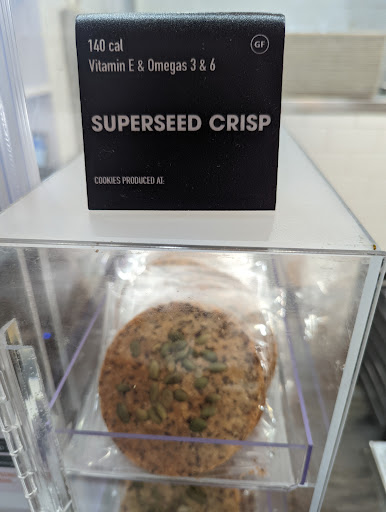 140 cal
GF
Vitamin E & Omegas 3 & 6
SUPERSEED CRISP
COOKIES PRODUCED AT: